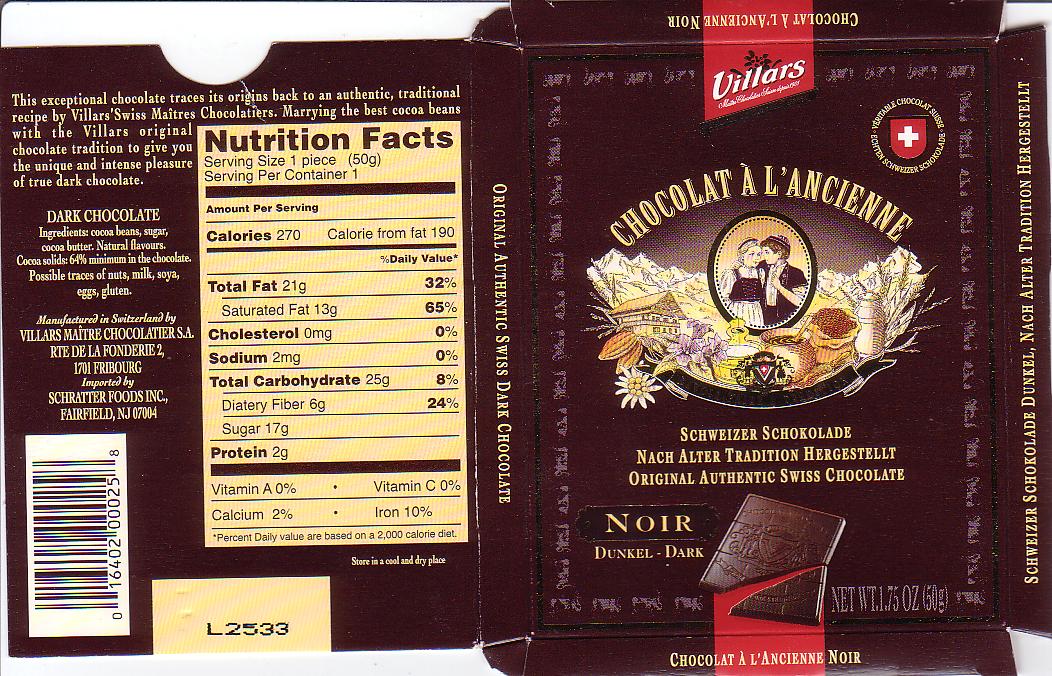 This exceptional chocolate traces its origins back to an authentic, traditional
recipe by Villars'Swiss Maîtres Chocolatiers. Marrying the best cocoa beans
with the Villars original
chocolate tradition to give you
the unique and intense pleasure
of true dark chocolate.
DARK CHOCOLATE
Ingredients: cocoa beans, sugar,
cocoa butter. Natural flavours.
Cocoa solids: 64% minimum in the chocolate.
Possible traces of nuts, milk, soya,
eggs, gluten.
Manufactured in Switzerland by
VILLARS MAÎTRE CHOCOLATIER S.A.
RTE DE LA FONDERIE 2,
1701 FRIBOURG
Imported by
SCHRATTER FOODS INC.,
FAIRFIELD, NJ 07004
0 16402 00025 8
Nutrition Facts
Serving Size 1 piece (50g)
Serving Per Container 1
Amount Per Serving
Calories 270 Calorie from fat 190
%Daily Value*
Total Fat 21g 32%
Saturated Fat 13g 65%
Cholesterol 0mg 0%
Sodium 2mg 0%
Total Carbohydrate 25g 8%
Diatery Fiber 6g 24%
Sugar 17g
Protein 2g
Vitamin A 0% • Vitamin C 0%
Calcium 2% • Iron 10%
*Percent Daily value are based on a 2,000 calorie diet.
Store in a cool and dry place
L2533
ORIGINAL AUTHENTIC SWISS DARK CHOCOLATE
CHOCOLAT À L'ANCIENNE NOIR
Villars
Maître Chocolatier Suisse depuis 1901
• VÉRITABLE CHOCOLAT SUISSE •
ECHTEN SCHWEIZER SCHOKOLADE
CHOCOLAT À L'ANCIENNE
SCHWEIZER SCHOKOLADE
NACH ALTER TRADITION HERGESTELLT
ORIGINAL AUTHENTIC SWISS CHOCOLATE
NOIR
DUNKEL - DARK
NET WT.1.75 OZ (50g)
CHOCOLAT À L'ANCIENNE NOIR
SCHWEIZER SCHOKOLADE DUNKEL, NACH ALTER TRADITION HERGESTELLT